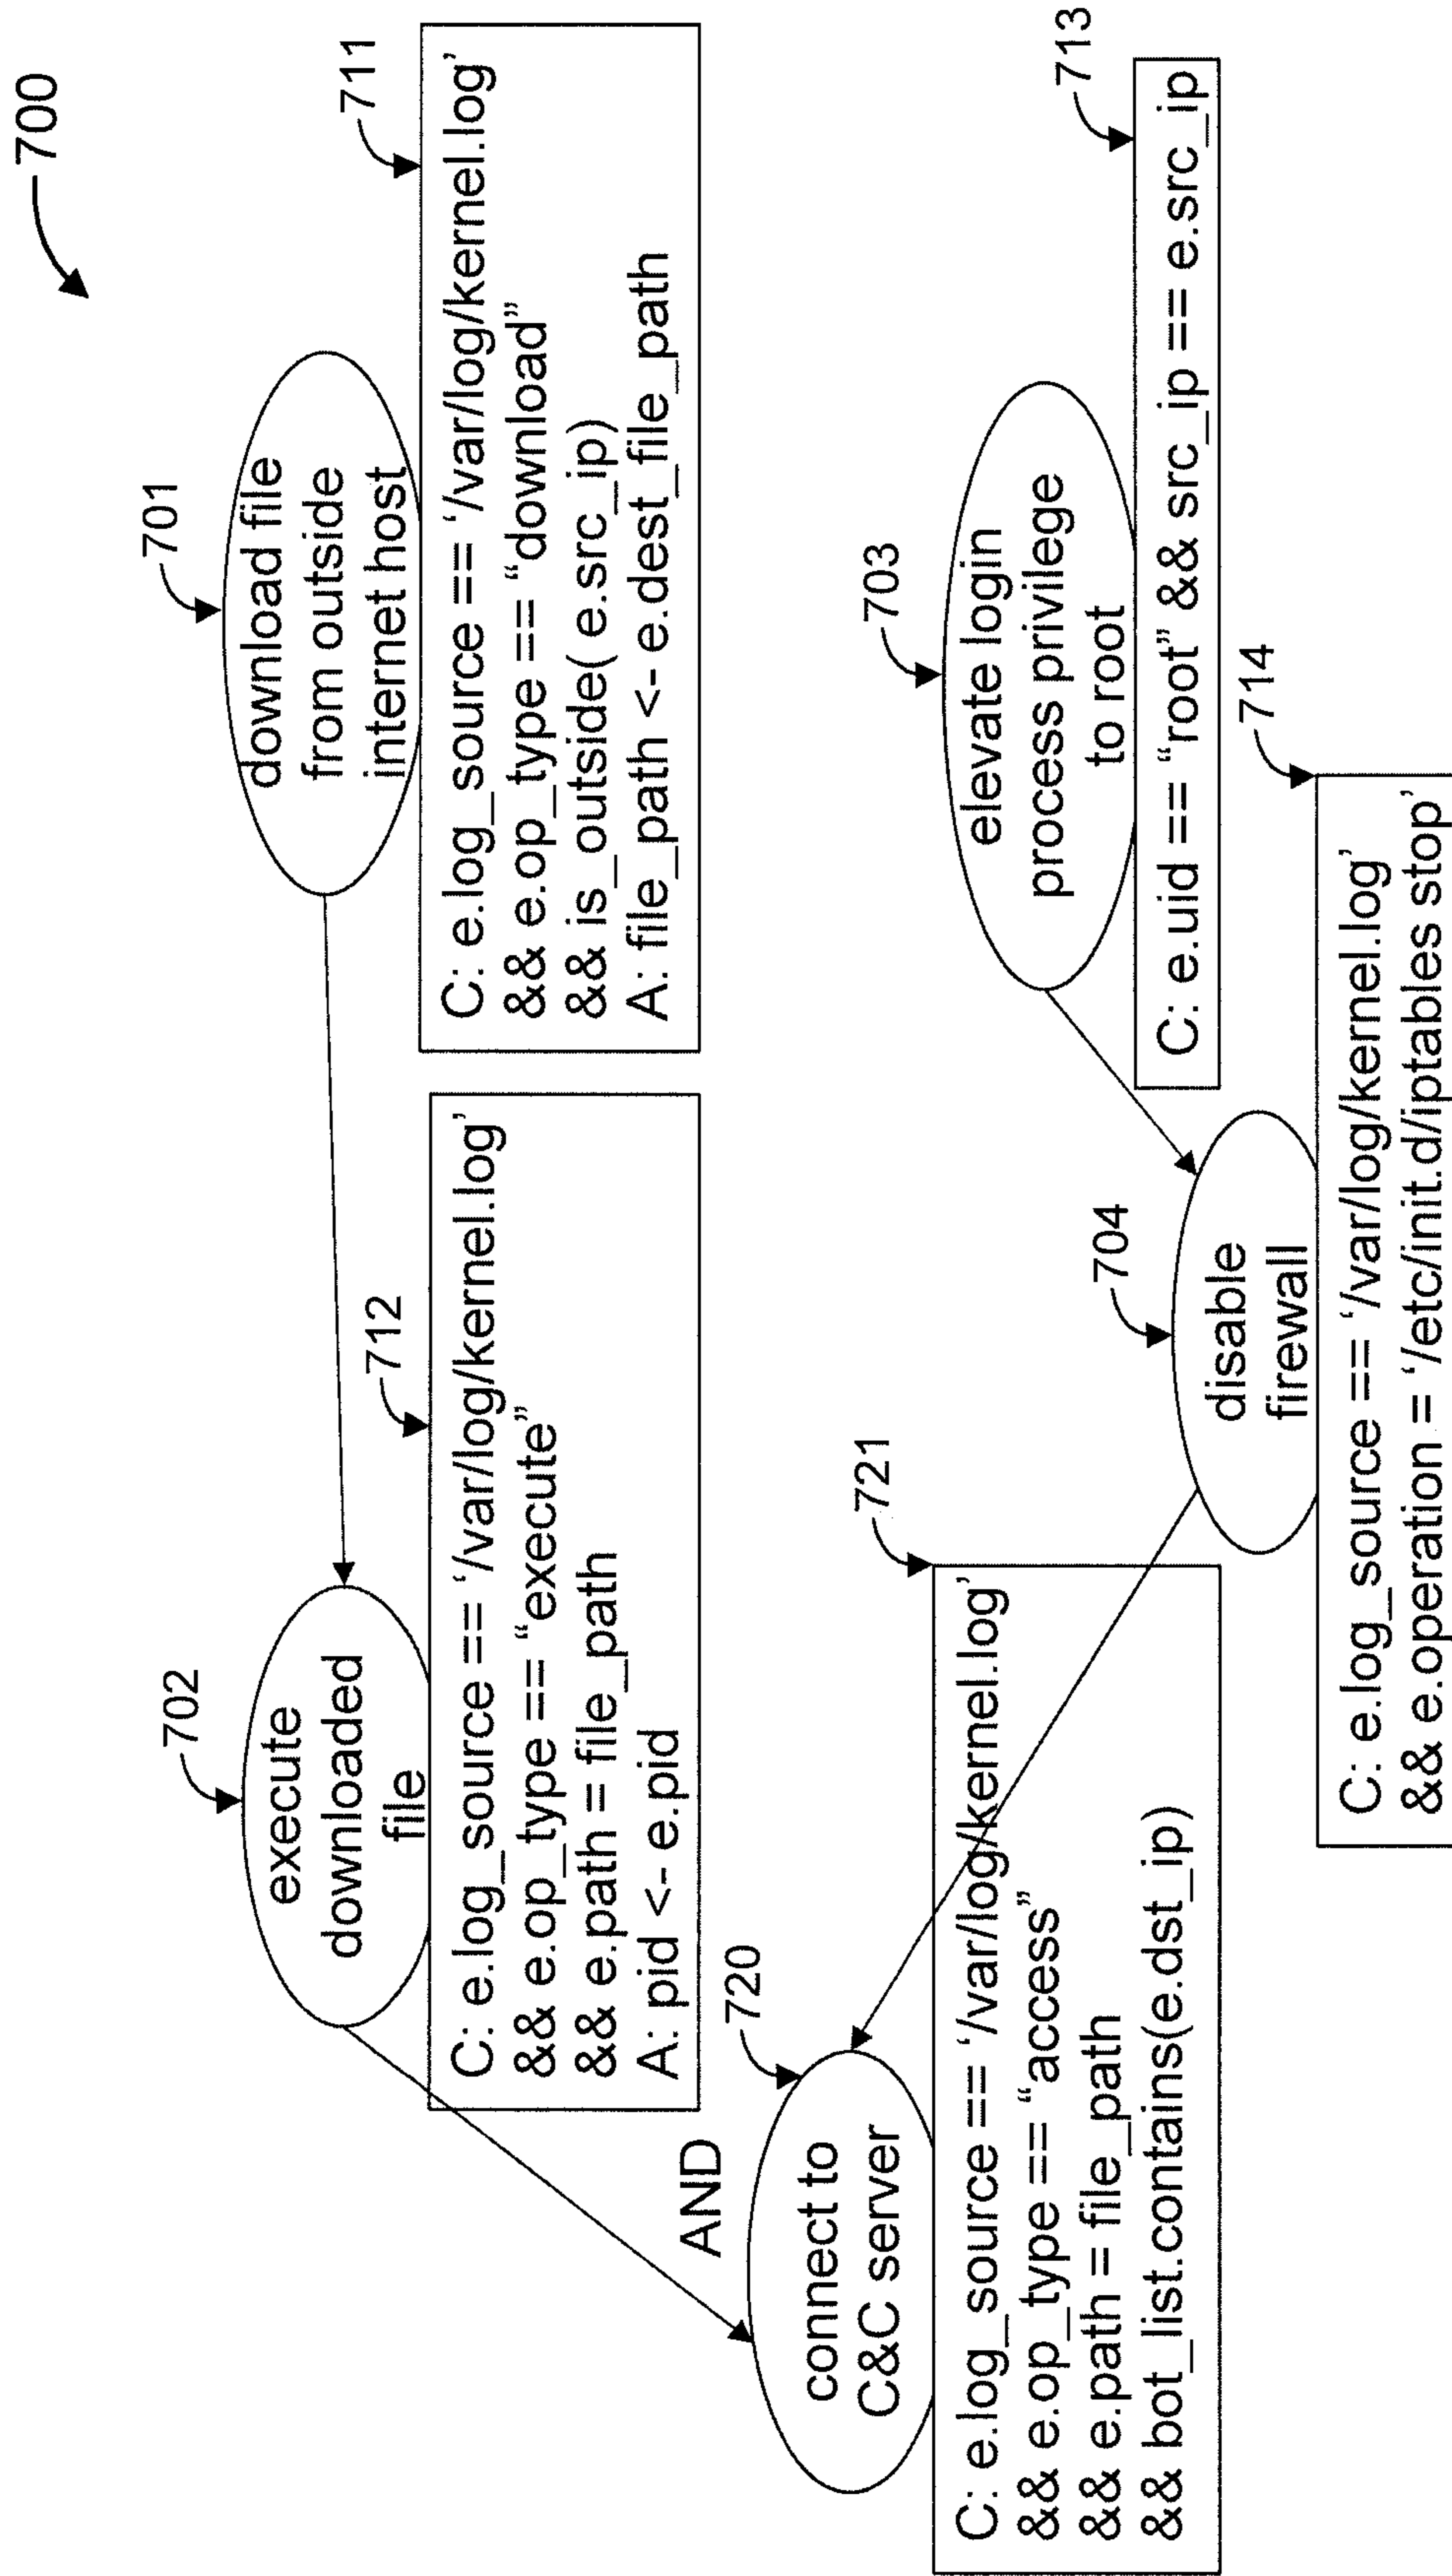 700
701
download file
from outside
internet host
711
C: e.log_source == ‘/var/log/kernel.log’
&& e.op_type == “download”
&& is_outside( e.src_ip)
A: file_path <- e.dest_file_path
702
execute
downloaded
file
712
C: e.log_source == ‘/var/log/kernel.log’
&& e.op_type == “execute”
&& e.path = file_path
A: pid <- e.pid
703
elevate login
process privilege
to root
713
C: e.uid == “root” && src_ip == e.src_ip
704
disable
firewall
714
C: e.log_source == ‘/var/log/kernel.log’
&& e.operation = ‘/etc/init.d/iptables stop’
AND
720
connect to
C&C server
721
C: e.log_source == ‘/var/log/kernel.log’
&& e.op_type == “access”
&& e.path = file_path
&& bot_list.contains(e.dst_ip)